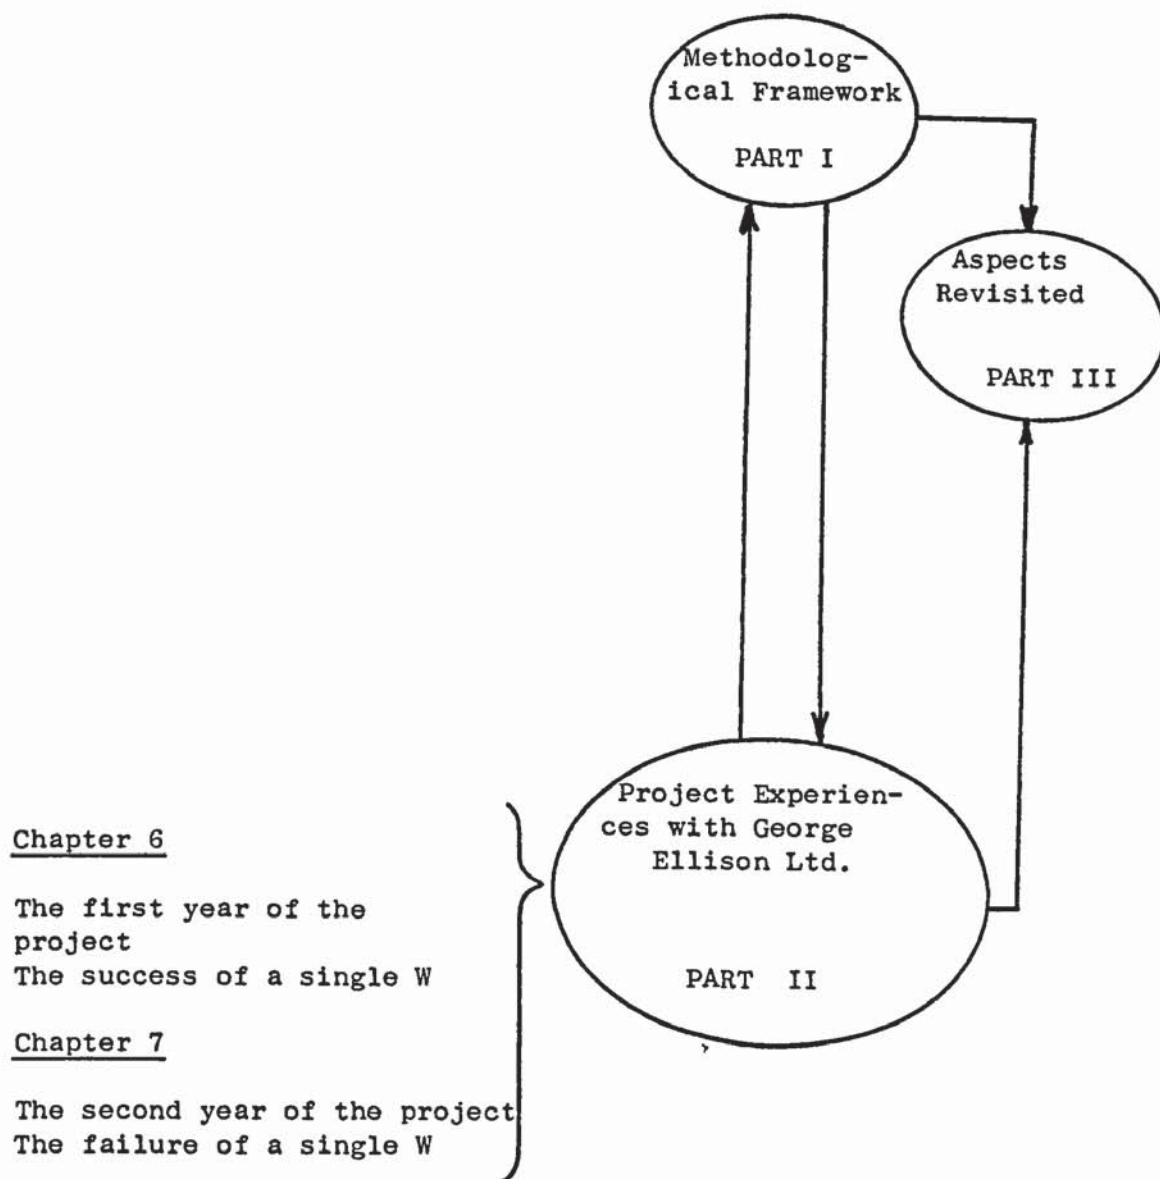 Methodolog-
ical Framework
PART I
Aspects
Revisited
PART III
Project Experien-
ces with George
Ellison Ltd.
PART II
Chapter 6
The first year of the
project
The success of a single W
Chapter 7
The second year of the project
The failure of a single W